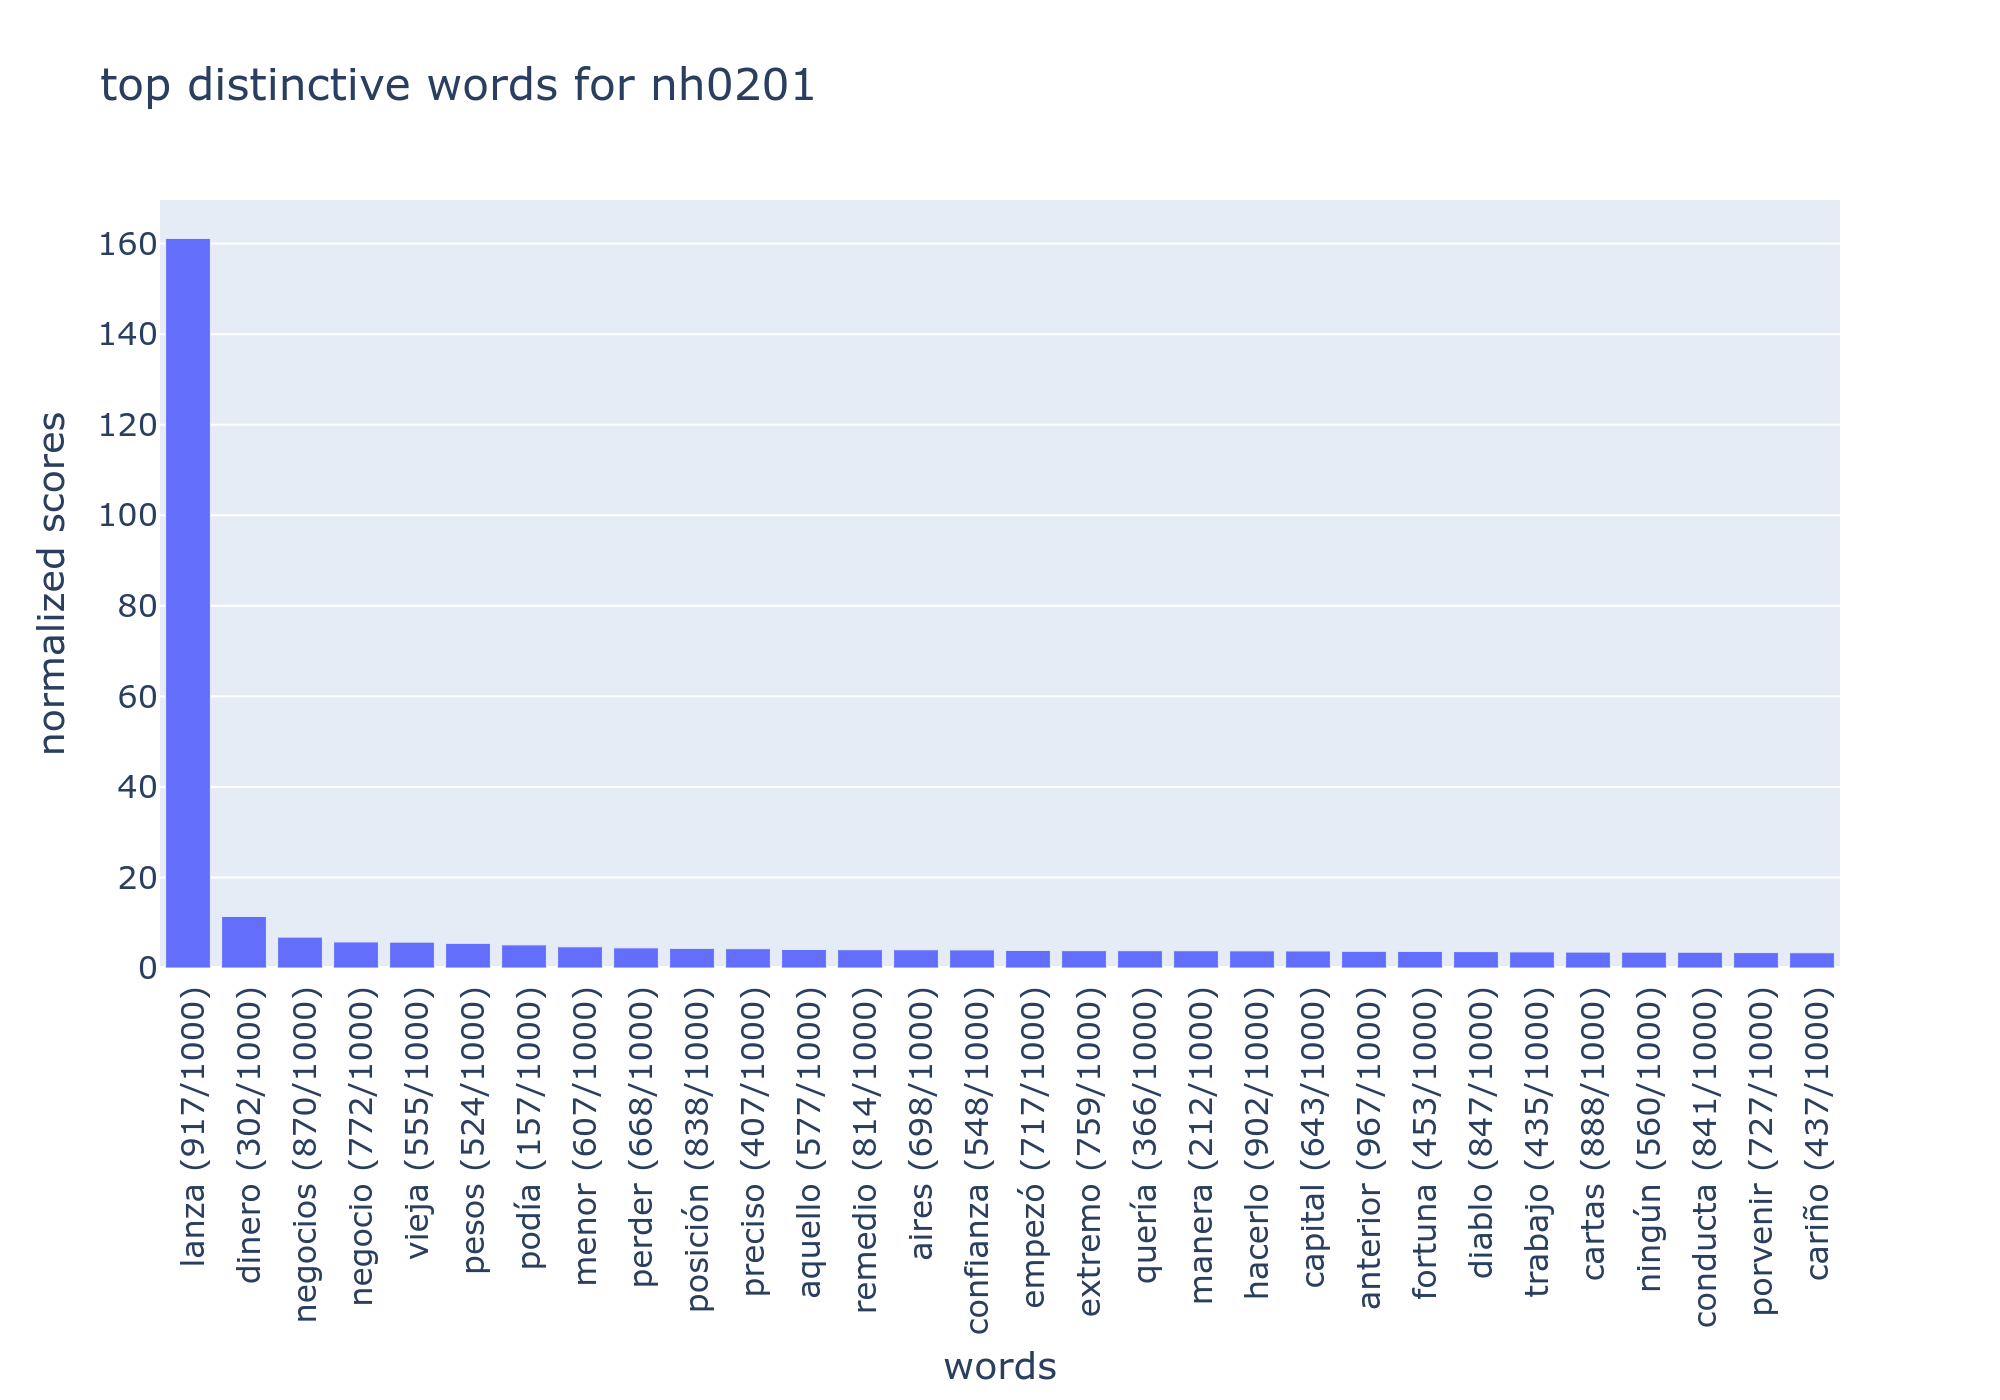 top distinctive words for nh0201
normalized scores
160
140
120
100
80
60
40
20
0
lanza (917/1000)
dinero (302/1000)
negocios (870/1000)
negocio (772/1000)
vieja (555/1000)
pesos (524/1000)
podía (157/1000)
menor (607/1000)
perder (668/1000)
posición (838/1000)
preciso (407/1000)
aquello (577/1000)
remedio (814/1000)
aires (698/1000)
confianza (548/1000)
empezó (717/1000)
extremo (759/1000)
quería (366/1000)
manera (212/1000)
hacerlo (902/1000)
capital (643/1000)
anterior (967/1000)
fortuna (453/1000)
diablo (847/1000)
trabajo (435/1000)
cartas (888/1000)
ningún (560/1000)
conducta (841/1000)
porvenir (727/1000)
cariño (437/1000)
words